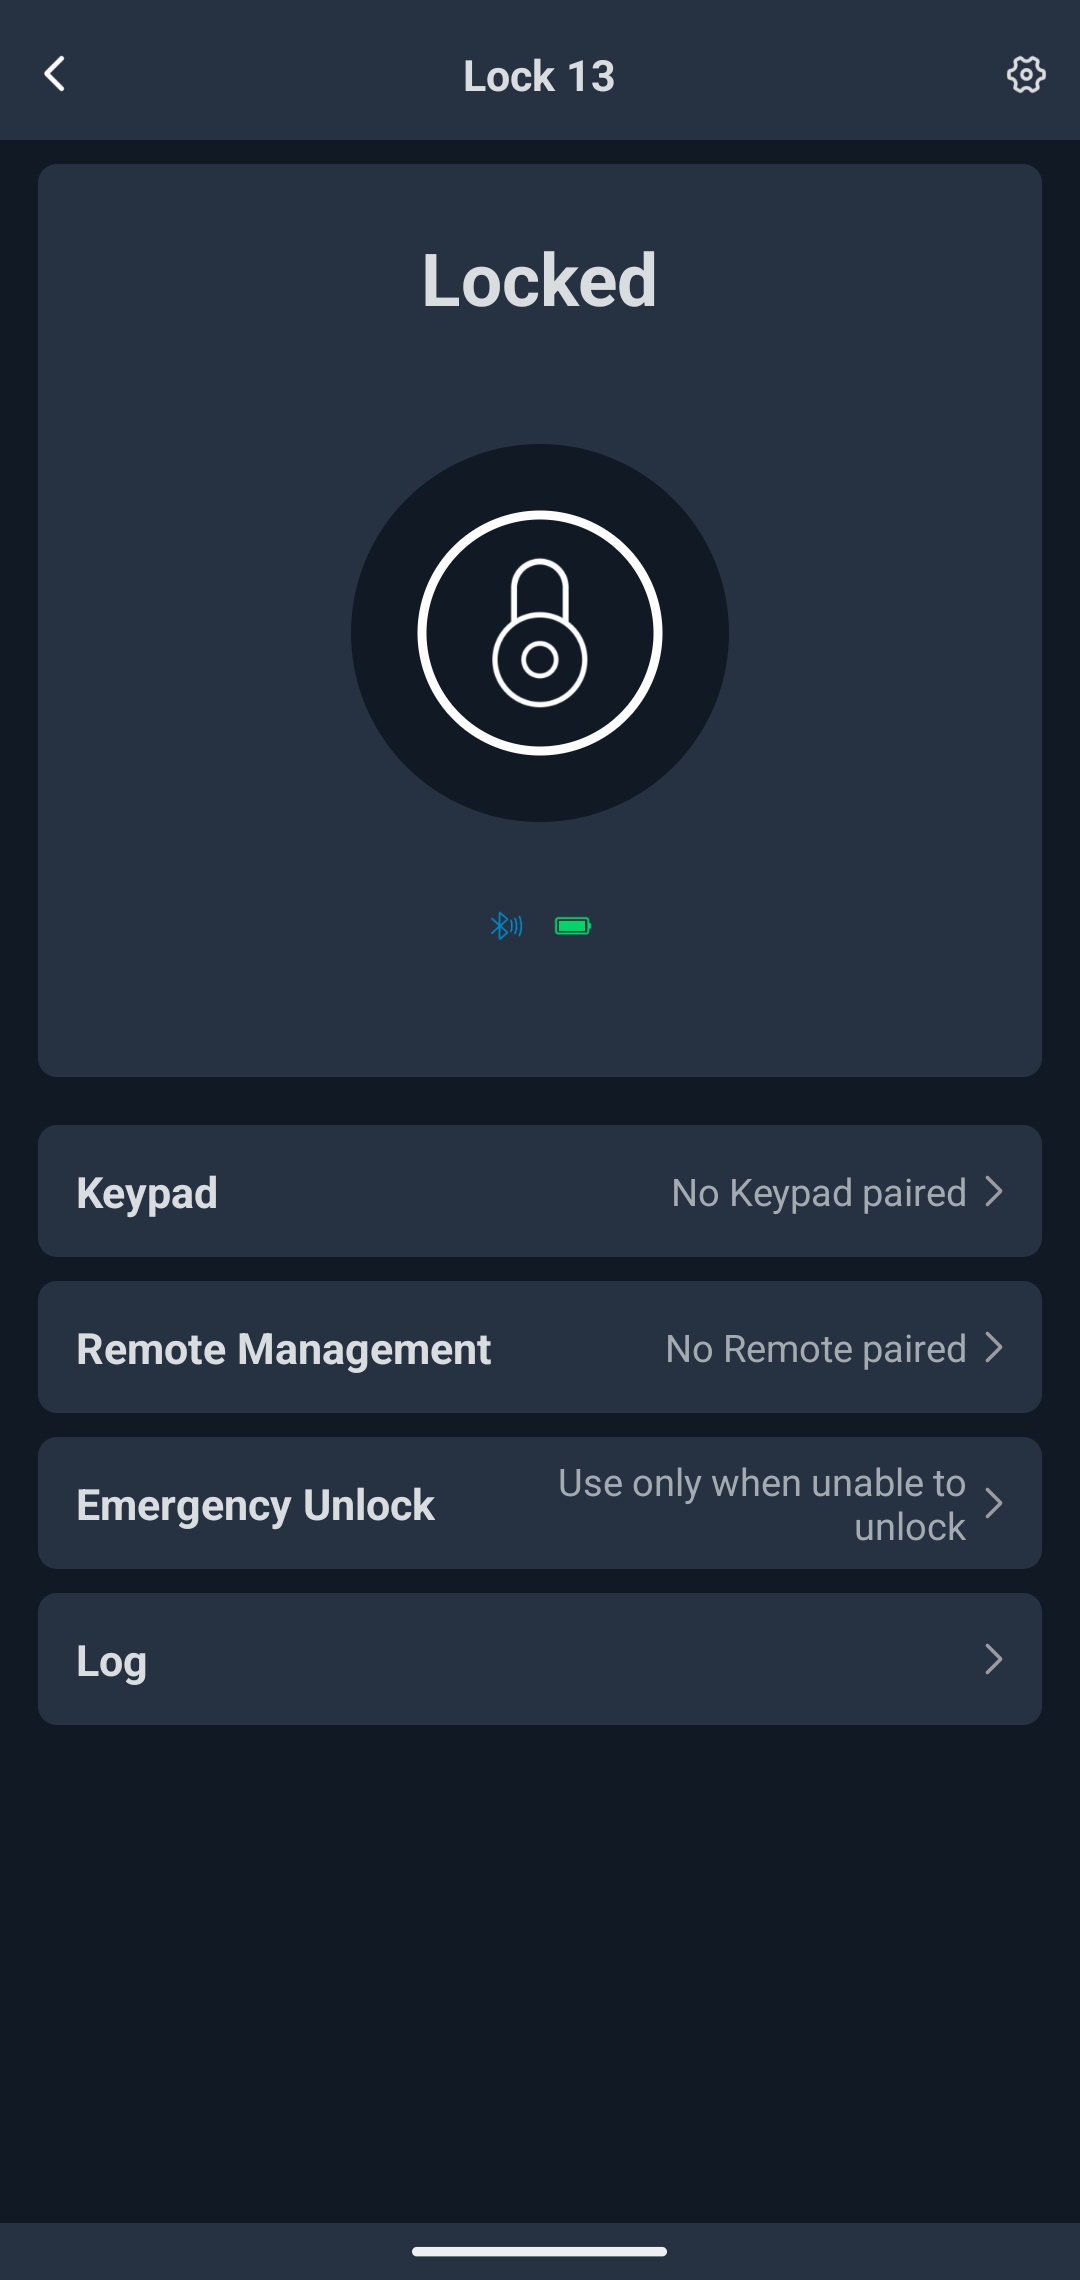 Lock 13
Locked
Keypad
No Keypad paired
Remote Management
No Remote paired
Emergency Unlock
Use only when unable to
unlock
Log